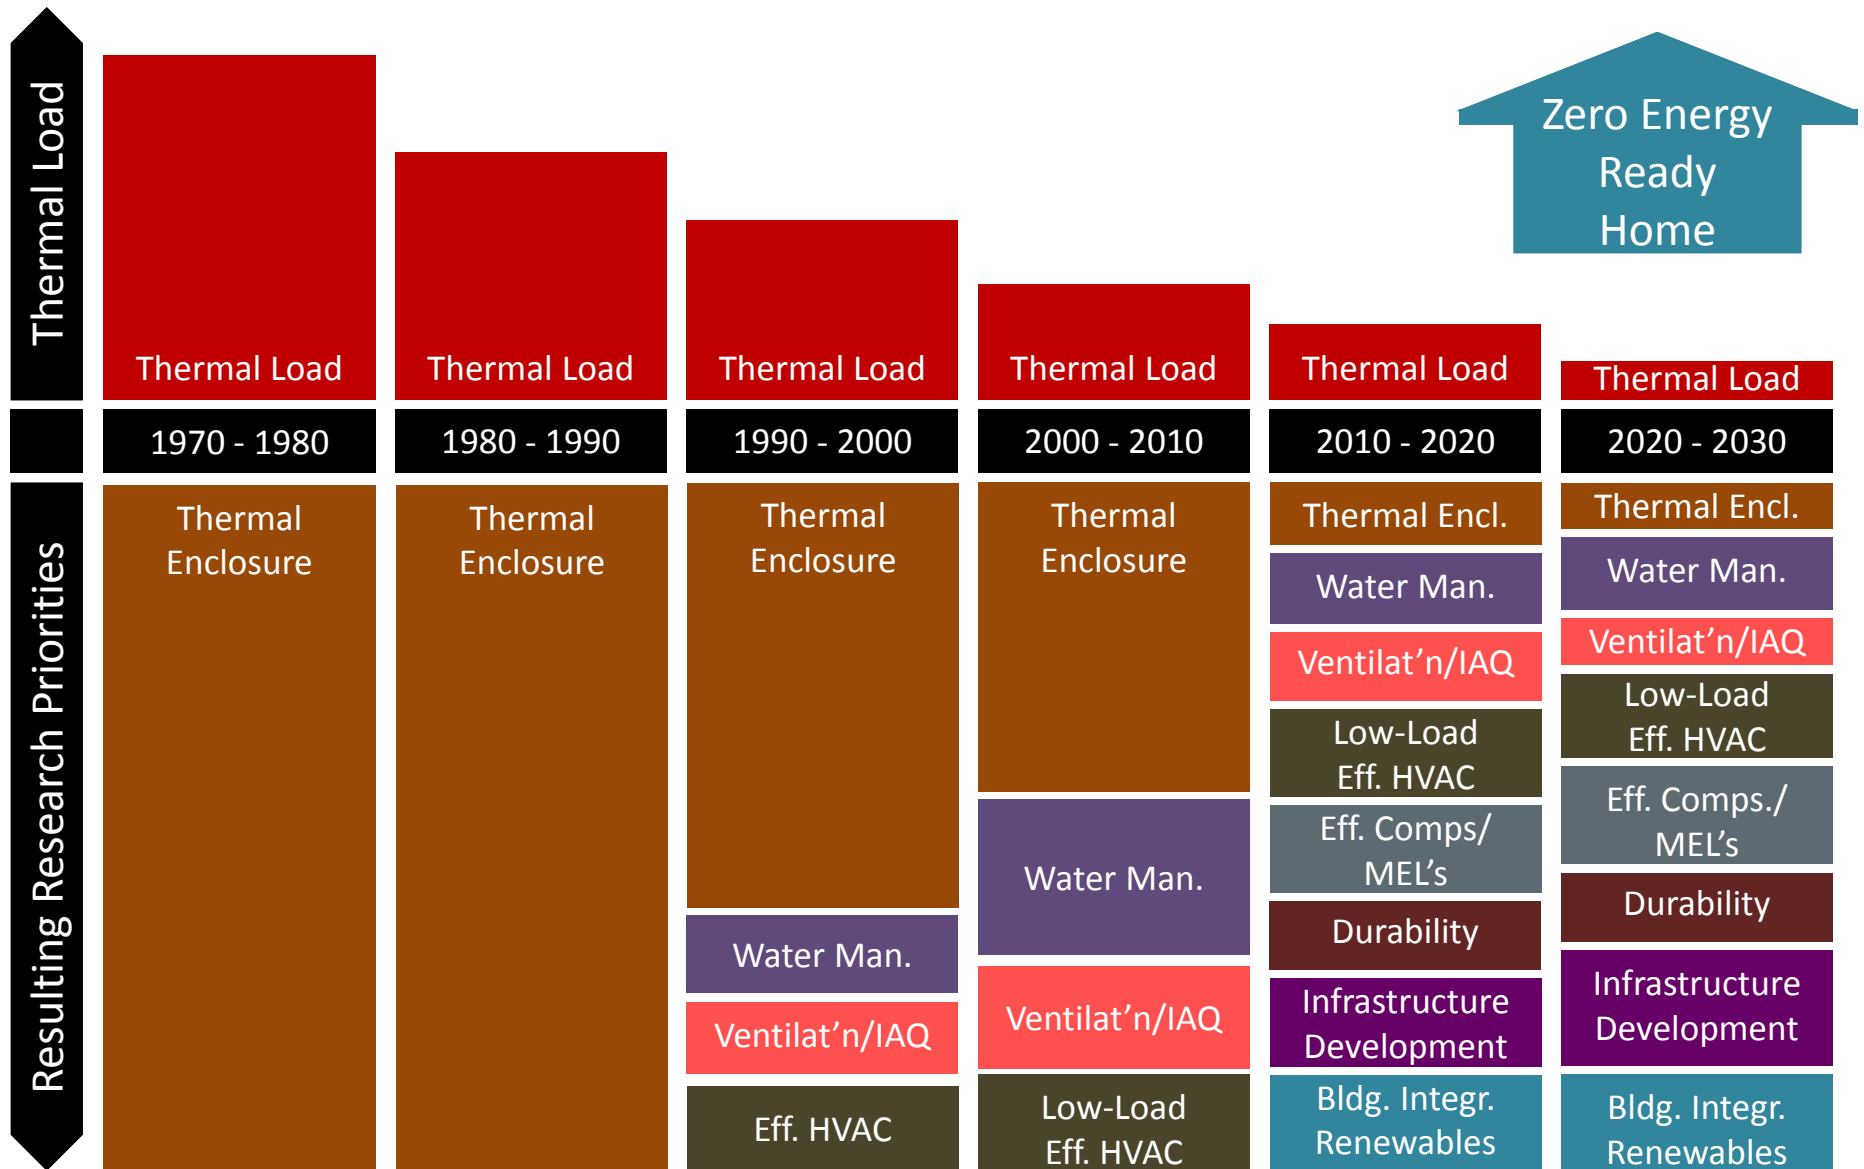 Thermal Load
Zero Energy
Ready
Home
Thermal Load
Thermal Load
Thermal Load
Thermal Load
Thermal Load
Thermal Load
1970 - 1980
1980 - 1990
1990 - 2000
2000 - 2010
2010 - 2020
2020 - 2030
Resulting Research Priorities
Thermal
Enclosure
Thermal
Enclosure
Thermal
Enclosure
Water Man.
Ventilat’n/IAQ
Eff. HVAC
Thermal
Enclosure
Water Man.
Ventilat’n/IAQ
Low-Load
Eff. HVAC
Thermal Encl.
Water Man.
Ventilat’n/IAQ
Low-Load
Eff. HVAC
Eff. Comps/
MEL’s
Durability
Infrastructure
Development
Bldg. Integr.
Renewables
Thermal Encl.
Water Man.
Ventilat’n/IAQ
Low-Load
Eff. HVAC
Eff. Comps./
MEL’s
Durability
Infrastructure
Development
Bldg. Integr.
Renewables